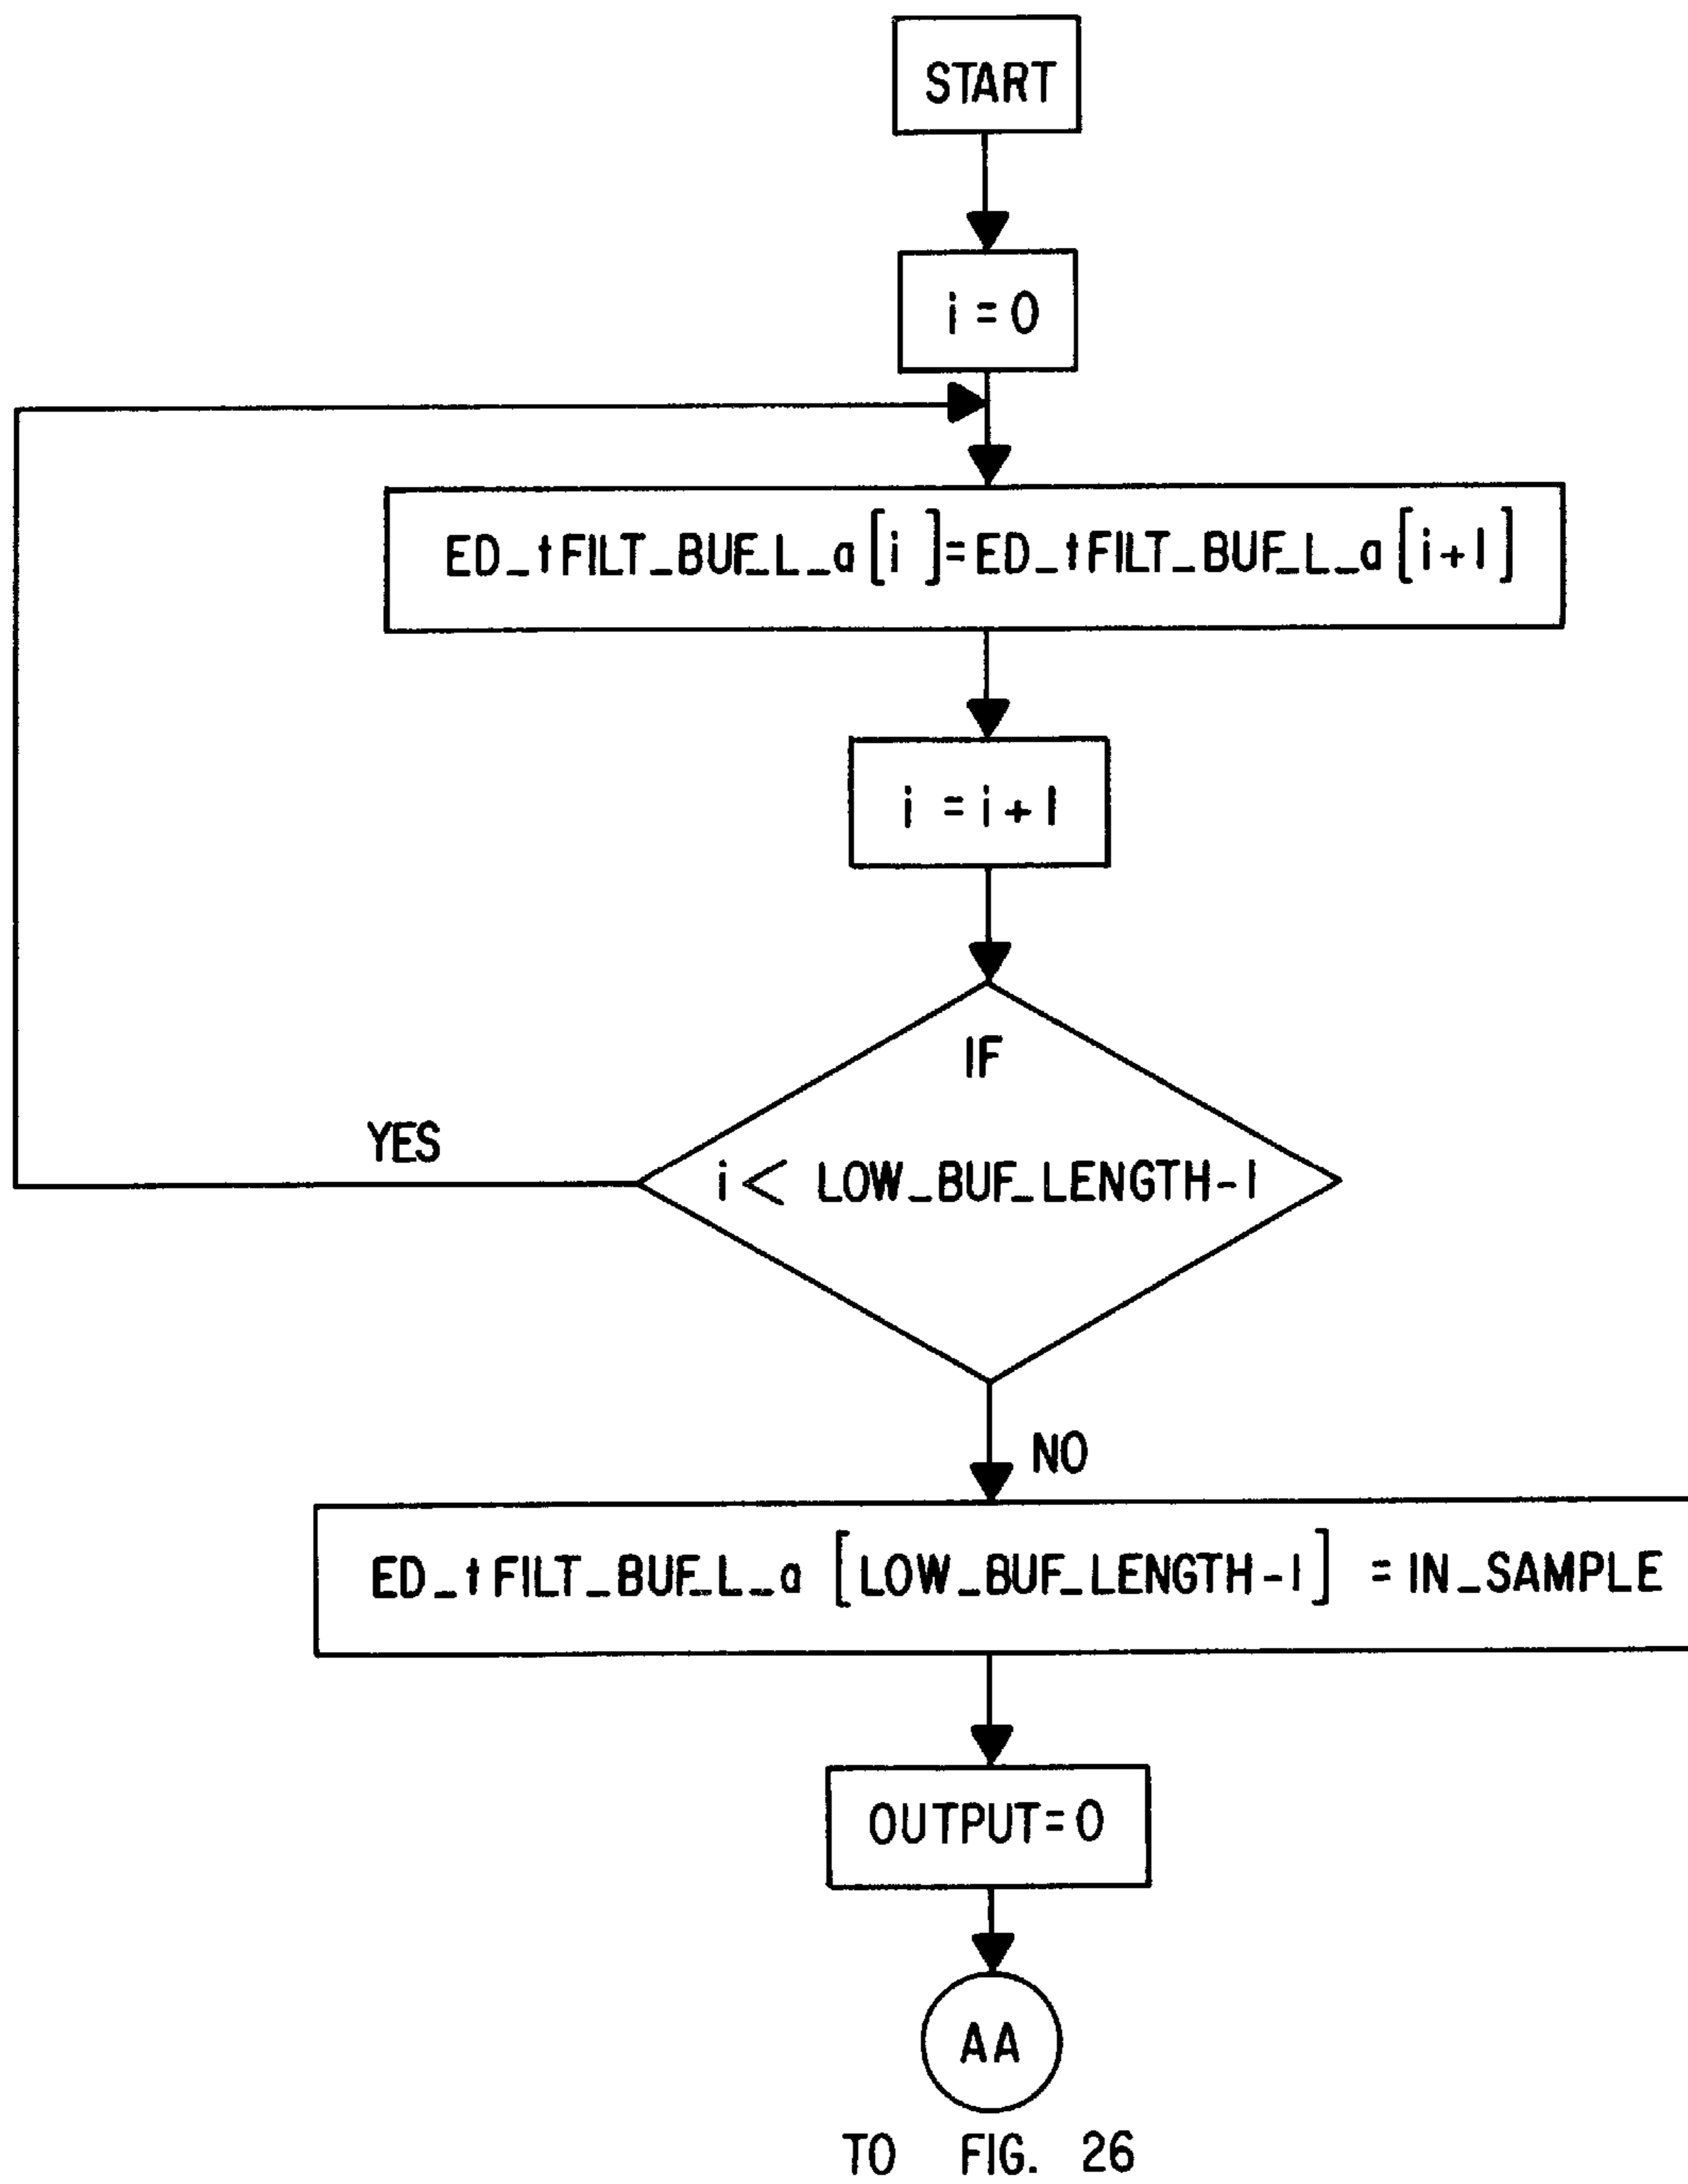 START
i = 0
ED_tFILT_BUF_L_a[i]=ED_tFILT_BUF_L_a[i+1]
i = i + 1
IF
i < LOW_BUF_LENGTH-1
YES
NO
ED_tFILT_BUF_L_a [LOW_BUF_LENGTH-1] = IN_SAMPLE
OUTPUT=0
AA
TO FIG. 26